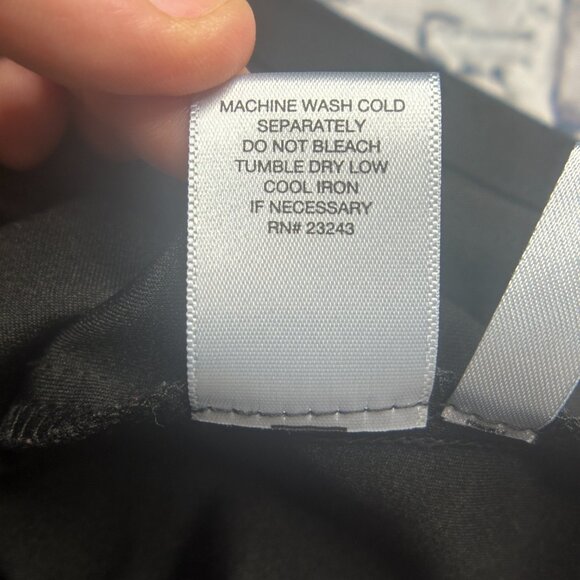 MACHINE WASH COLD
SEPARATELY
DO NOT BLEACH
TUMBLE DRY LOW
COOL IRON
IF NECESSARY
RN# 23243